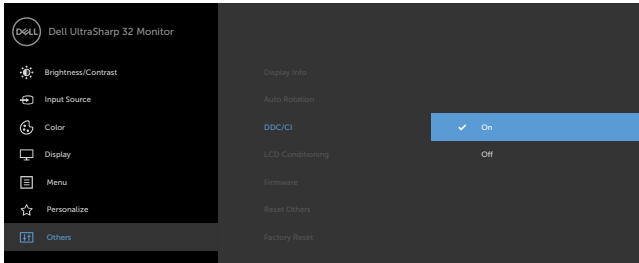 DELL Dell UltraSharp 32 Monitor
Brightness/Contrast
Input Source
Color
Display
Menu
Personalize
Others
Display Info
Auto Rotation
DDC/CI
LCD Conditioning
Firmware
Reset Others
Factory Reset
On
Off